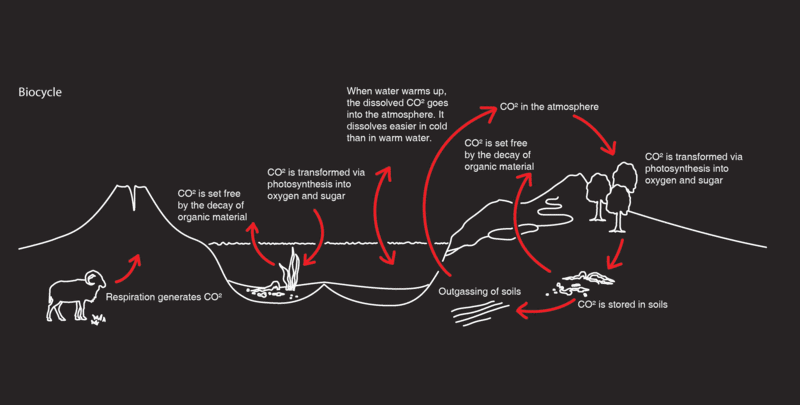 Biocycle
When water warms up,
the dissolved CO² goes
into the atmosphere. It
dissolves easier in cold
than in warm water.
CO² in the atmosphere
CO² is set free
by the decay of
organic material
CO² is transformed via
photosynthesis into
oxygen and sugar
CO² is transformed via
photosynthesis into
oxygen and sugar
CO² is set free
by the decay of
organic material
Respiration generates CO²
Outgassing of soils
CO² is stored in soils